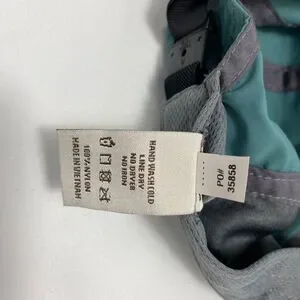 HAND WASH COLD
LINE DRY
NO DRYER
NO IRON
100% NYLON
MADE IN VIETNAM
PO#
35858